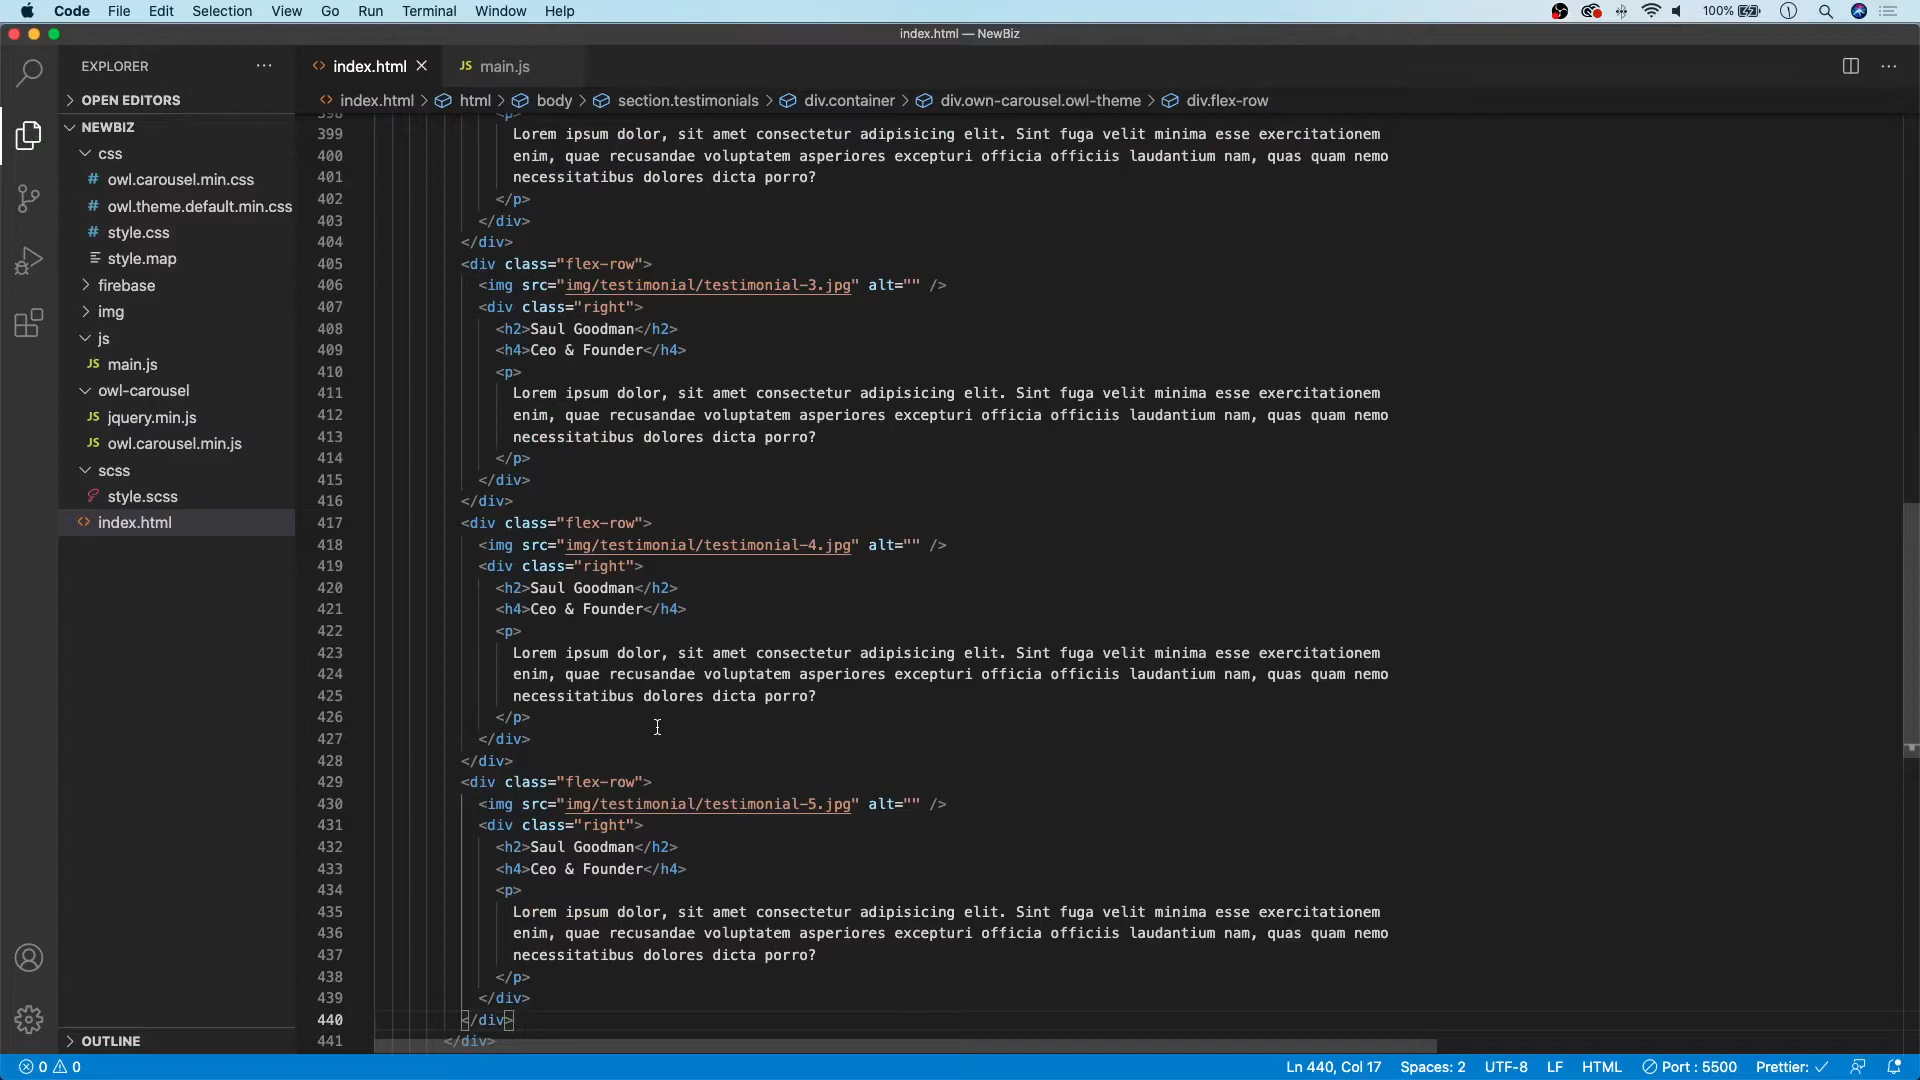 Code File Edit Selection View Go Run Terminal Window Help 100%
index.html — NewBiz
EXPLORER
index.html
JS main.js
OPEN EDITORS
index.html > html > body > section.testimonials > div.container > div.own-carousel.owl-theme > div.flex-row
NEWBIZ
css
# owl.carousel.min.css
# owl.theme.default.min.css
# style.css
style.map
firebase
img
js
JS main.js
owl-carousel
JS jquery.min.js
JS owl.carousel.min.js
scss
style.scss
index.html
OUTLINE
398 <p>
399 Lorem ipsum dolor, sit amet consectetur adipisicing elit. Sint fuga velit minima esse exercitationem
400 enim, quae recusandae voluptatem asperiores excepturi officia officiis laudantium nam, quas quam nemo
401 necessitatibus dolores dicta porro?
402 </p>
403 </div>
404 </div>
405 <div class="flex-row">
406 <img src="img/testimonial/testimonial-3.jpg" alt="" />
407 <div class="right">
408 <h2>Saul Goodman</h2>
409 <h4>Ceo & Founder</h4>
410 <p>
411 Lorem ipsum dolor, sit amet consectetur adipisicing elit. Sint fuga velit minima esse exercitationem
412 enim, quae recusandae voluptatem asperiores excepturi officia officiis laudantium nam, quas quam nemo
413 necessitatibus dolores dicta porro?
414 </p>
415 </div>
416 </div>
417 <div class="flex-row">
418 <img src="img/testimonial/testimonial-4.jpg" alt="" />
419 <div class="right">
420 <h2>Saul Goodman</h2>
421 <h4>Ceo & Founder</h4>
422 <p>
423 Lorem ipsum dolor, sit amet consectetur adipisicing elit. Sint fuga velit minima esse exercitationem
424 enim, quae recusandae voluptatem asperiores excepturi officia officiis laudantium nam, quas quam nemo
425 necessitatibus dolores dicta porro?
426 </p>
427 </div>
428 </div>
429 <div class="flex-row">
430 <img src="img/testimonial/testimonial-5.jpg" alt="" />
431 <div class="right">
432 <h2>Saul Goodman</h2>
433 <h4>Ceo & Founder</h4>
434 <p>
435 Lorem ipsum dolor, sit amet consectetur adipisicing elit. Sint fuga velit minima esse exercitationem
436 enim, quae recusandae voluptatem asperiores excepturi officia officiis laudantium nam, quas quam nemo
437 necessitatibus dolores dicta porro?
438 </p>
439 </div>
440 </div>
441 </div>
0 0 Ln 440, Col 17 Spaces: 2 UTF-8 LF HTML Port : 5500 Prettier: ✓